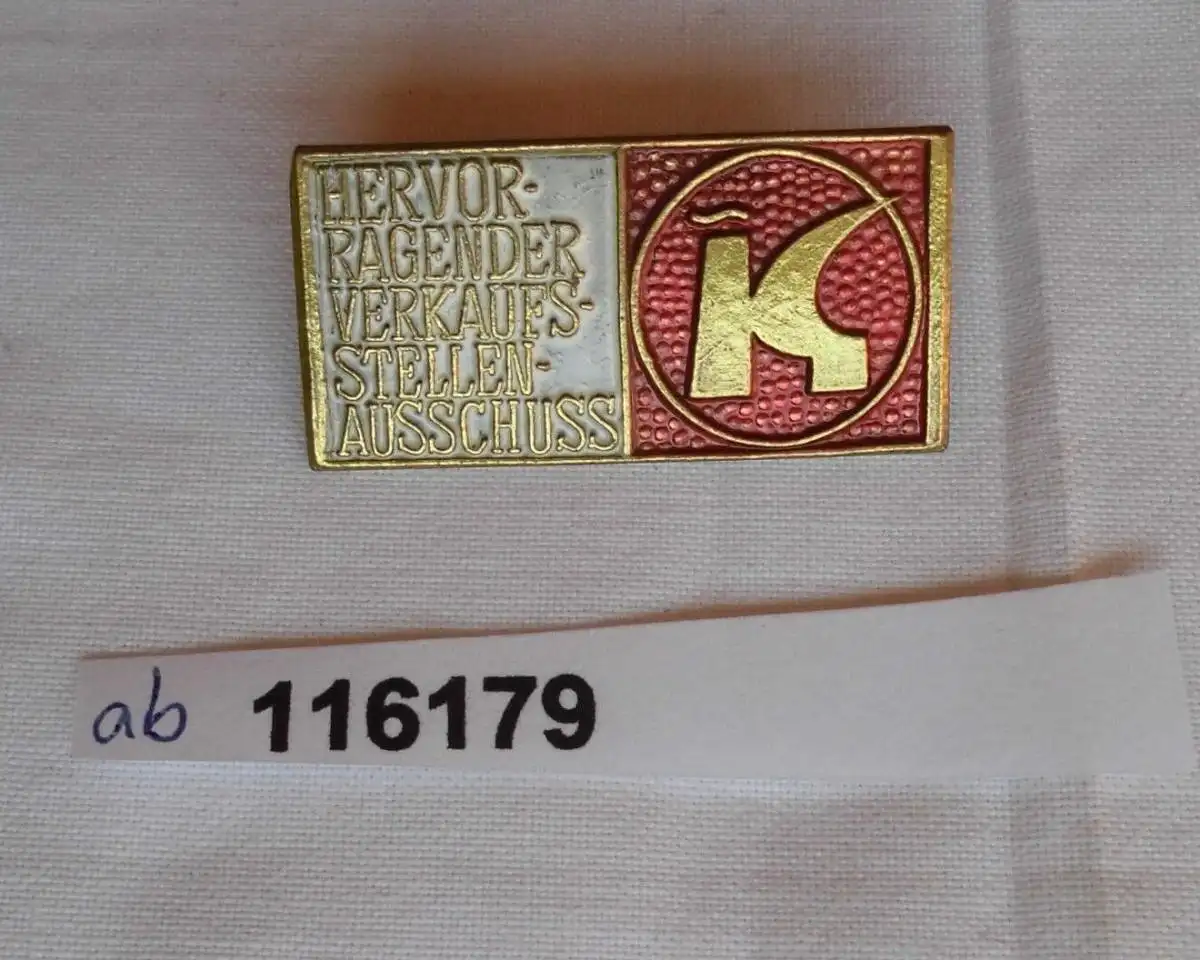 HERVOR-
RAGENDER
VERKAUFS-
STELLEN-
AUSSCHUSS
K
ab 116179